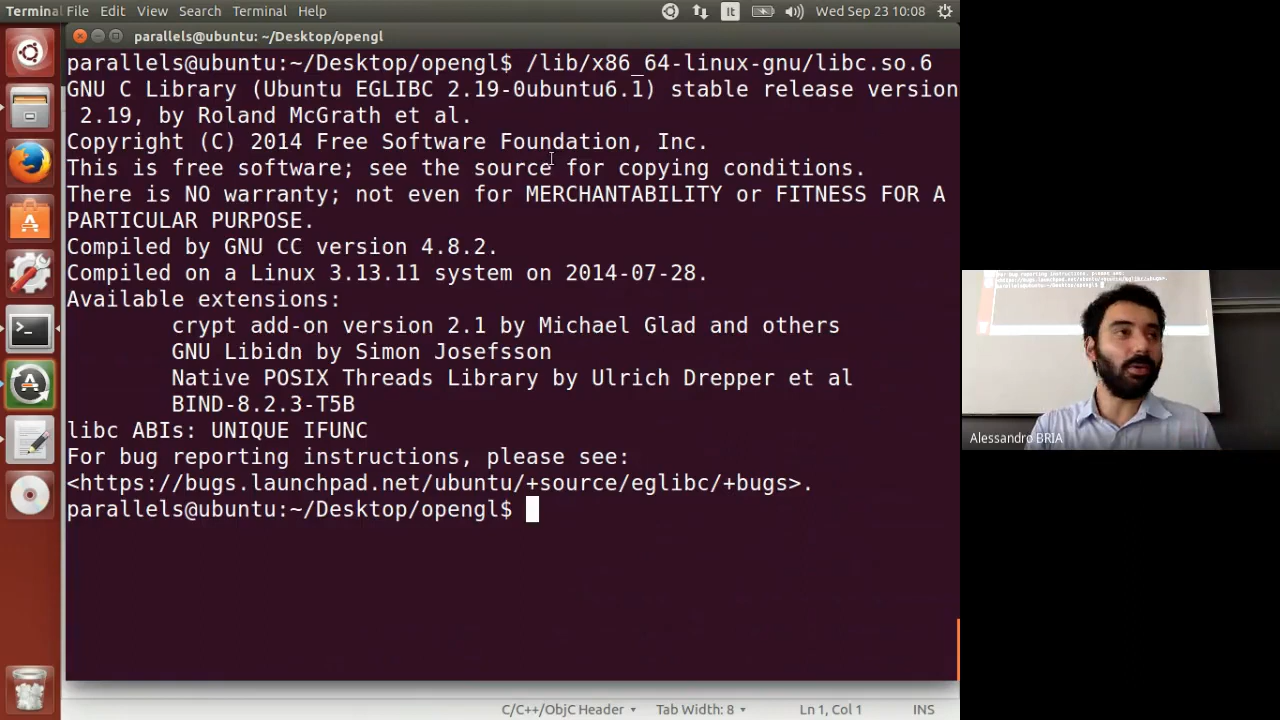 Terminal File Edit View Search Terminal Help
It
Wed Sep 23 10:08
parallels@ubuntu: ~/Desktop/opengl
parallels@ubuntu:~/Desktop/opengl$ /lib/x86_64-linux-gnu/libc.so.6
GNU C Library (Ubuntu EGLIBC 2.19-0ubuntu6.1) stable release version
2.19, by Roland McGrath et al.
Copyright (C) 2014 Free Software Foundation, Inc.
This is free software; see the source for copying conditions.
There is NO warranty; not even for MERCHANTABILITY or FITNESS FOR A
PARTICULAR PURPOSE.
Compiled by GNU CC version 4.8.2.
Compiled on a Linux 3.13.11 system on 2014-07-28.
Available extensions:
crypt add-on version 2.1 by Michael Glad and others
GNU Libidn by Simon Josefsson
Native POSIX Threads Library by Ulrich Drepper et al
BIND-8.2.3-T5B
libc ABIs: UNIQUE IFUNC
For bug reporting instructions, please see:
<https://bugs.launchpad.net/ubuntu/+source/eglibc/+bugs>.
parallels@ubuntu:~/Desktop/opengl$
C/C++/ObjC Header Tab Width: 8 Ln 1, Col 1 INS
Alessandro BRIA